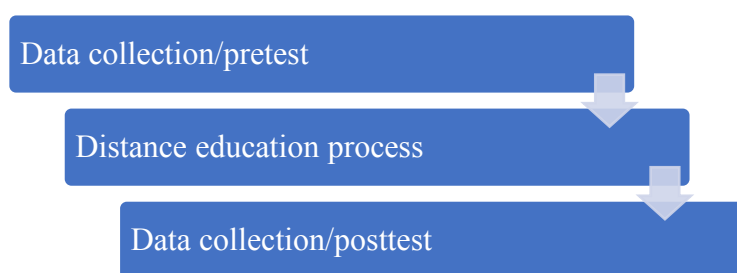 Data collection/pretest
Distance education process
Data collection/posttest